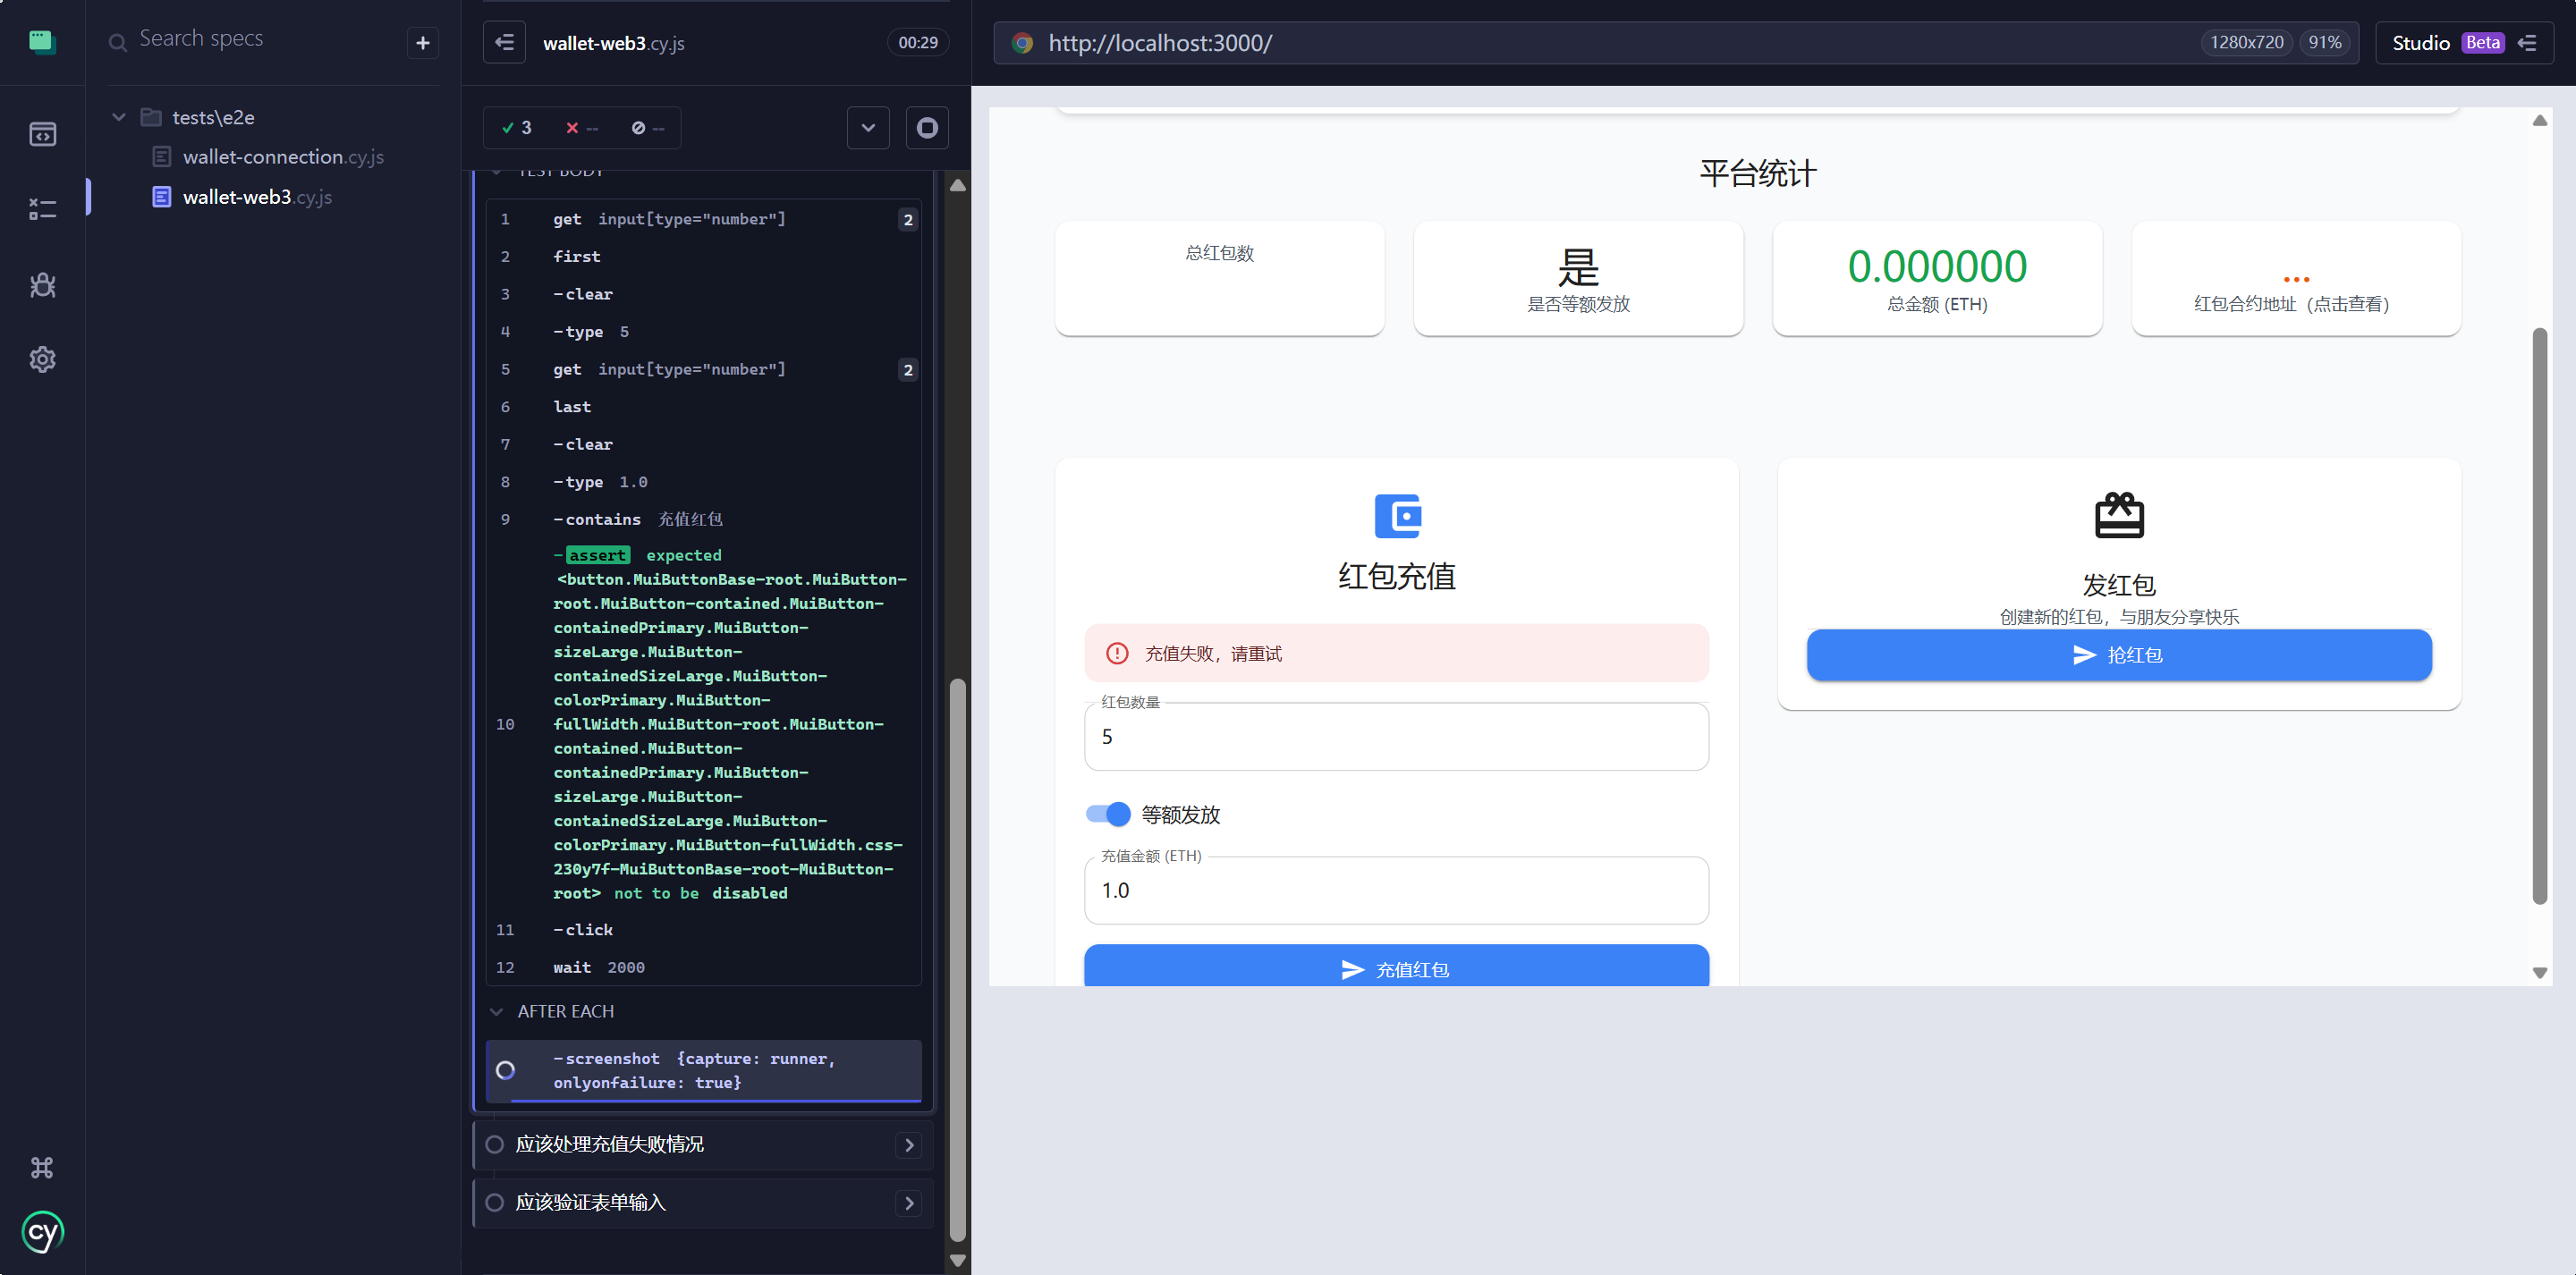 Search specs
tests\e2e
wallet-connection.cy.js
wallet-web3.cy.js
wallet-web3.cy.js
00:29
3
--
--
TEST BODY
1 get input[type="number"] 2
2 first
3 -clear
4 -type 5
5 get input[type="number"] 2
6 last
7 -clear
8 -type 1.0
9 -contains 充值红包
-assert expected
<button.MuiButtonBase-root.MuiButton-
root.MuiButton-contained.MuiButton-
containedPrimary.MuiButton-
sizeLarge.MuiButton-
containedSizeLarge.MuiButton-
colorPrimary.MuiButton-
10 fullWidth.MuiButton-root.MuiButton-
contained.MuiButton-
containedPrimary.MuiButton-
sizeLarge.MuiButton-
containedSizeLarge.MuiButton-
colorPrimary.MuiButton-fullWidth.css-
230y7f-MuiButtonBase-root-MuiButton-
root> not to be disabled
11 -click
12 wait 2000
AFTER EACH
-screenshot {capture: runner,
onlyonfailure: true}
应该处理充值失败情况
应该验证表单输入
cy
http://localhost:3000/
1280x720
91%
Studio Beta
平台统计
总红包数
是
是否等额发放
0.000000
总金额 (ETH)
...
红包合约地址（点击查看）
红包充值
充值失败，请重试
红包数量
5
等额发放
充值金额 (ETH)
1.0
充值红包
发红包
创建新的红包，与朋友分享快乐
抢红包